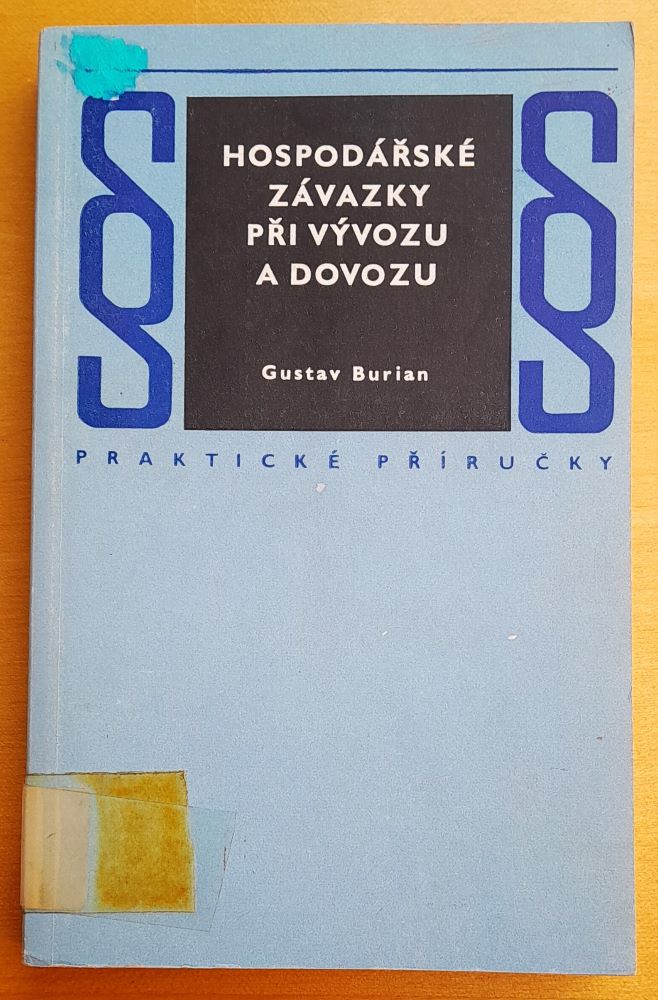 HOSPODÁŘSKÉ
ZÁVAZKY
PŘI VÝVOZU
A DOVOZU
Gustav Burian
PRAKTICKÉ PŘÍRUČKY